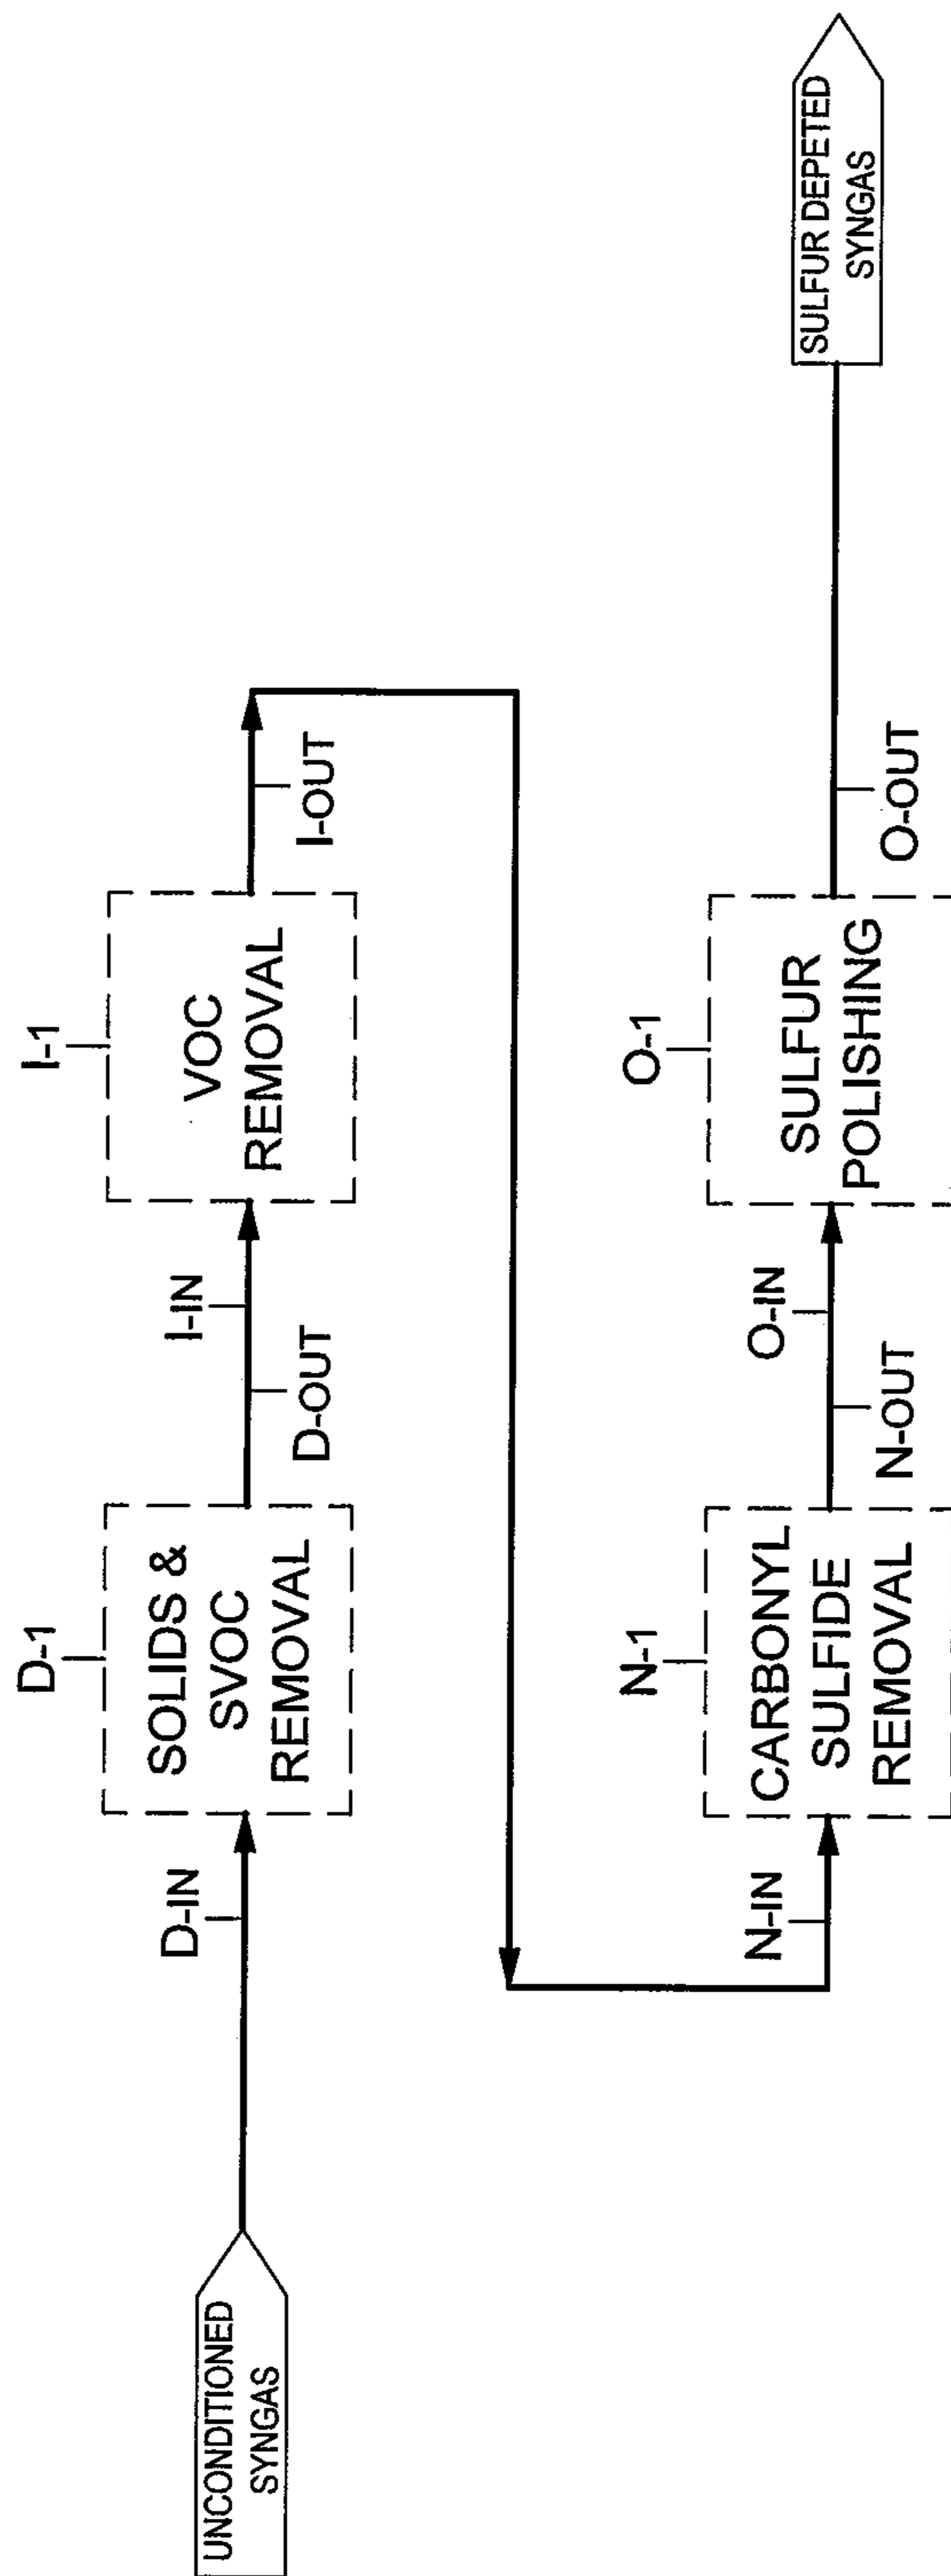 UNCONDITIONED
SYNGAS
D-IN
D-1
SOLIDS &
SVOC
REMOVAL
D-OUT
I-IN
I-1
VOC
REMOVAL
I-OUT
N-IN
N-1
CARBONYL
SULFIDE
REMOVAL
N-OUT
O-IN
O-1
SULFUR
POLISHING
O-OUT
SULFUR DEPETED
SYNGAS